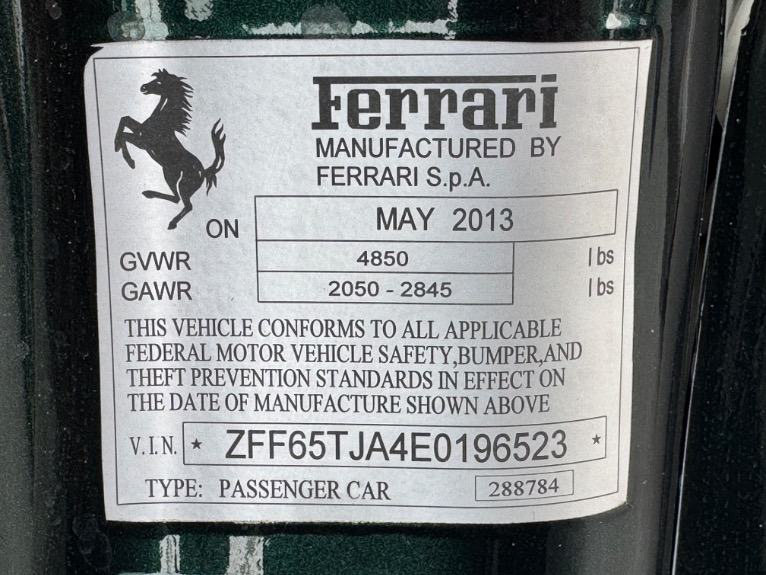 Ferrari
MANUFACTURED BY
FERRARI S.p.A.
ON MAY 2013
GVWR 4850 lbs
GAWR 2050 - 2845 lbs
THIS VEHICLE CONFORMS TO ALL APPLICABLE
FEDERAL MOTOR VEHICLE SAFETY,BUMPER,AND
THEFT PREVENTION STANDARDS IN EFFECT ON
THE DATE OF MANUFACTURE SHOWN ABOVE
V.I.N. * ZFF65TJA4E0196523 *
TYPE: PASSENGER CAR 288784